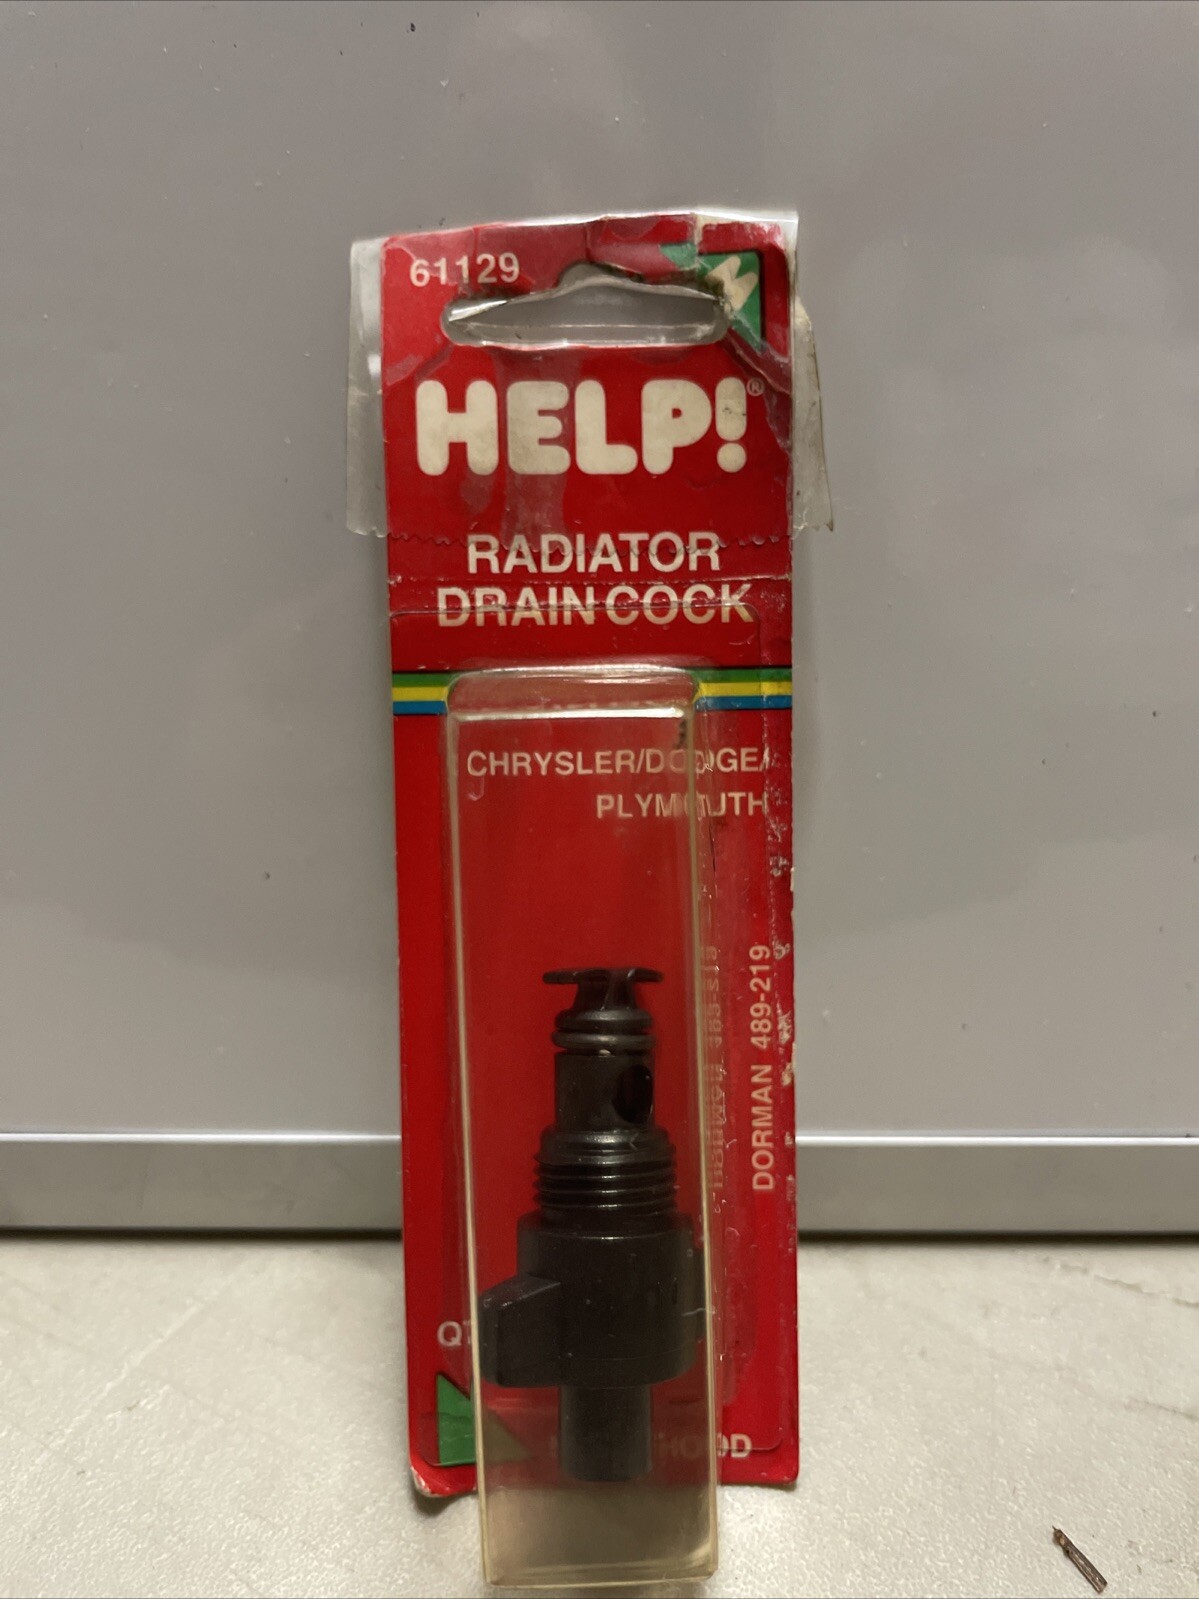 61129
HELP!®
RADIATOR
DRAIN COCK
CHRYSLER/DODGE/
PLYMOUTH
DORMAN 489-219